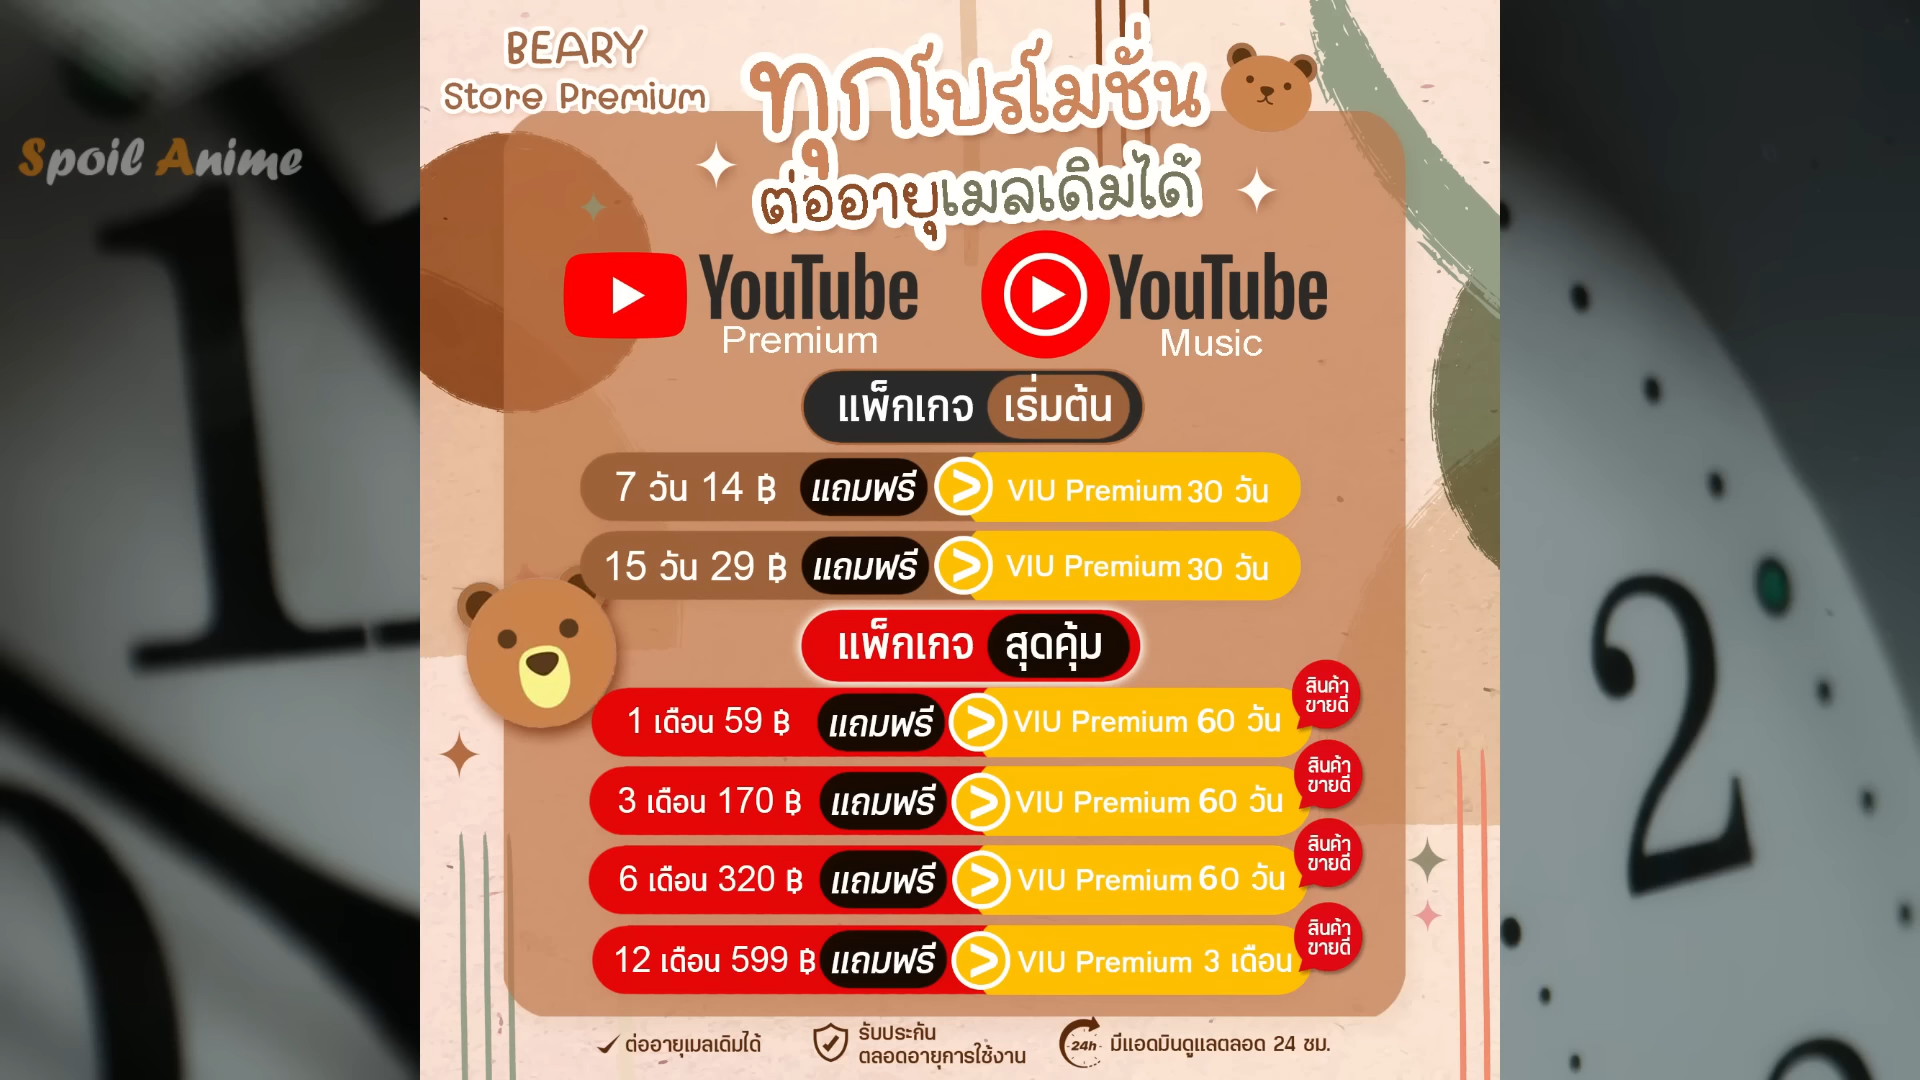 BEARY
Store Premium
ทุกโปรโมชั่น
ต่ออายุเมลเดิมได้
Spoil Anime
YouTube
Premium
YouTube
Music
แพ็กเกจ เริ่มต้น
7 วัน 14 ฿ แถมฟรี > VIU Premium 30 วัน
15 วัน 29 ฿ แถมฟรี > VIU Premium 30 วัน
แพ็กเกจ สุดคุ้ม
1 เดือน 59 ฿ แถมฟรี > VIU Premium 60 วัน
สินค้า
ขายดี
3 เดือน 170 ฿ แถมฟรี > VIU Premium 60 วัน
สินค้า
ขายดี
6 เดือน 320 ฿ แถมฟรี > VIU Premium 60 วัน
สินค้า
ขายดี
12 เดือน 599 ฿ แถมฟรี > VIU Premium 3 เดือน
สินค้า
ขายดี
ต่ออายุเมลเดิมได้
รับประกัน
ตลอดอายุการใช้งาน
24h มีแอดมินดูแลตลอด 24 ชม.
1
2